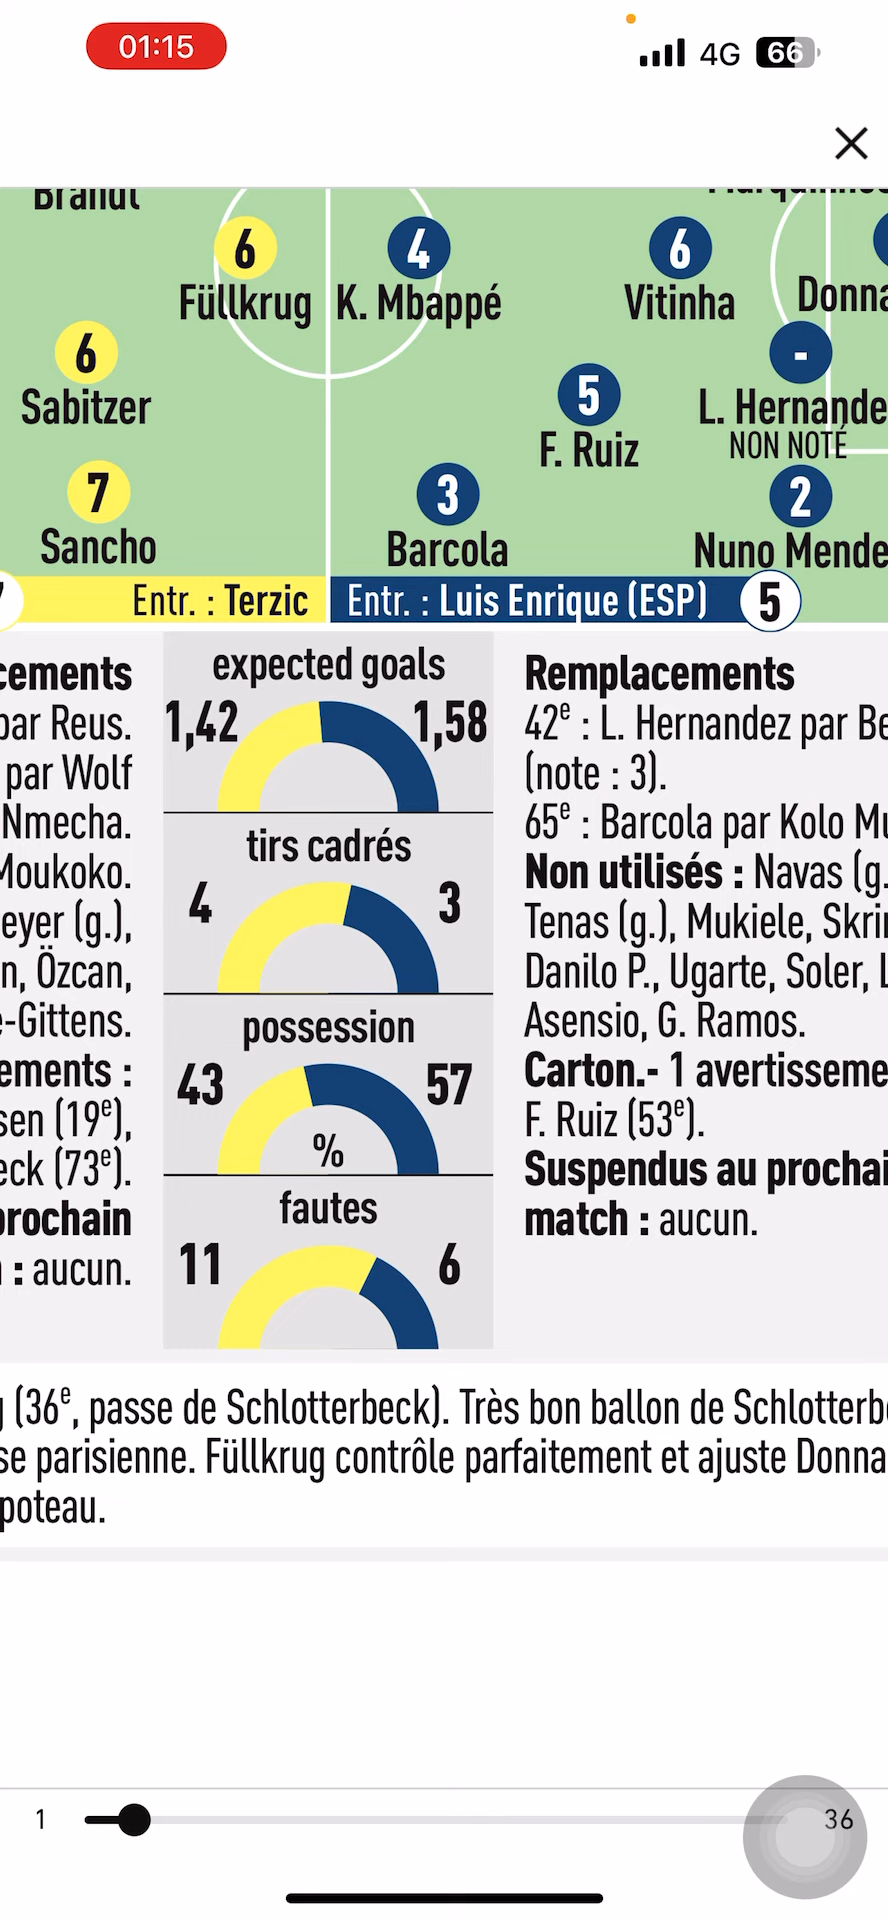 01:15
4G 66
Brandt
6 4 6
Füllkrug K. Mbappé Vitinha Donna
6 -
Sabitzer L. Hernande
5 NON NOTÉ
F. Ruiz
7 3 2
Sancho Barcola Nuno Mende
Entr. : Terzic Entr. : Luis Enrique (ESP) 5
cements
par Reus.
par Wolf
Nmecha.
Moukoko.
eyer (g.),
n, Özcan,
e-Gittens.
ements :
sen (19e),
eck (73e).
prochain
: aucun.
expected goals
1,42 1,58
tirs cadrés
4 3
possession
43 57
%
fautes
11 6
Remplacements
42e : L. Hernandez par Be
(note : 3).
65e : Barcola par Kolo Mu
Non utilisés : Navas (g.
Tenas (g.), Mukiele, Skri
Danilo P., Ugarte, Soler, L
Asensio, G. Ramos.
Carton.- 1 avertisseme
F. Ruiz (53e).
Suspendus au prochai
match : aucun.
g (36e, passe de Schlotterbeck). Très bon ballon de Schlotterbe
se parisienne. Füllkrug contrôle parfaitement et ajuste Donna
poteau.
1 36